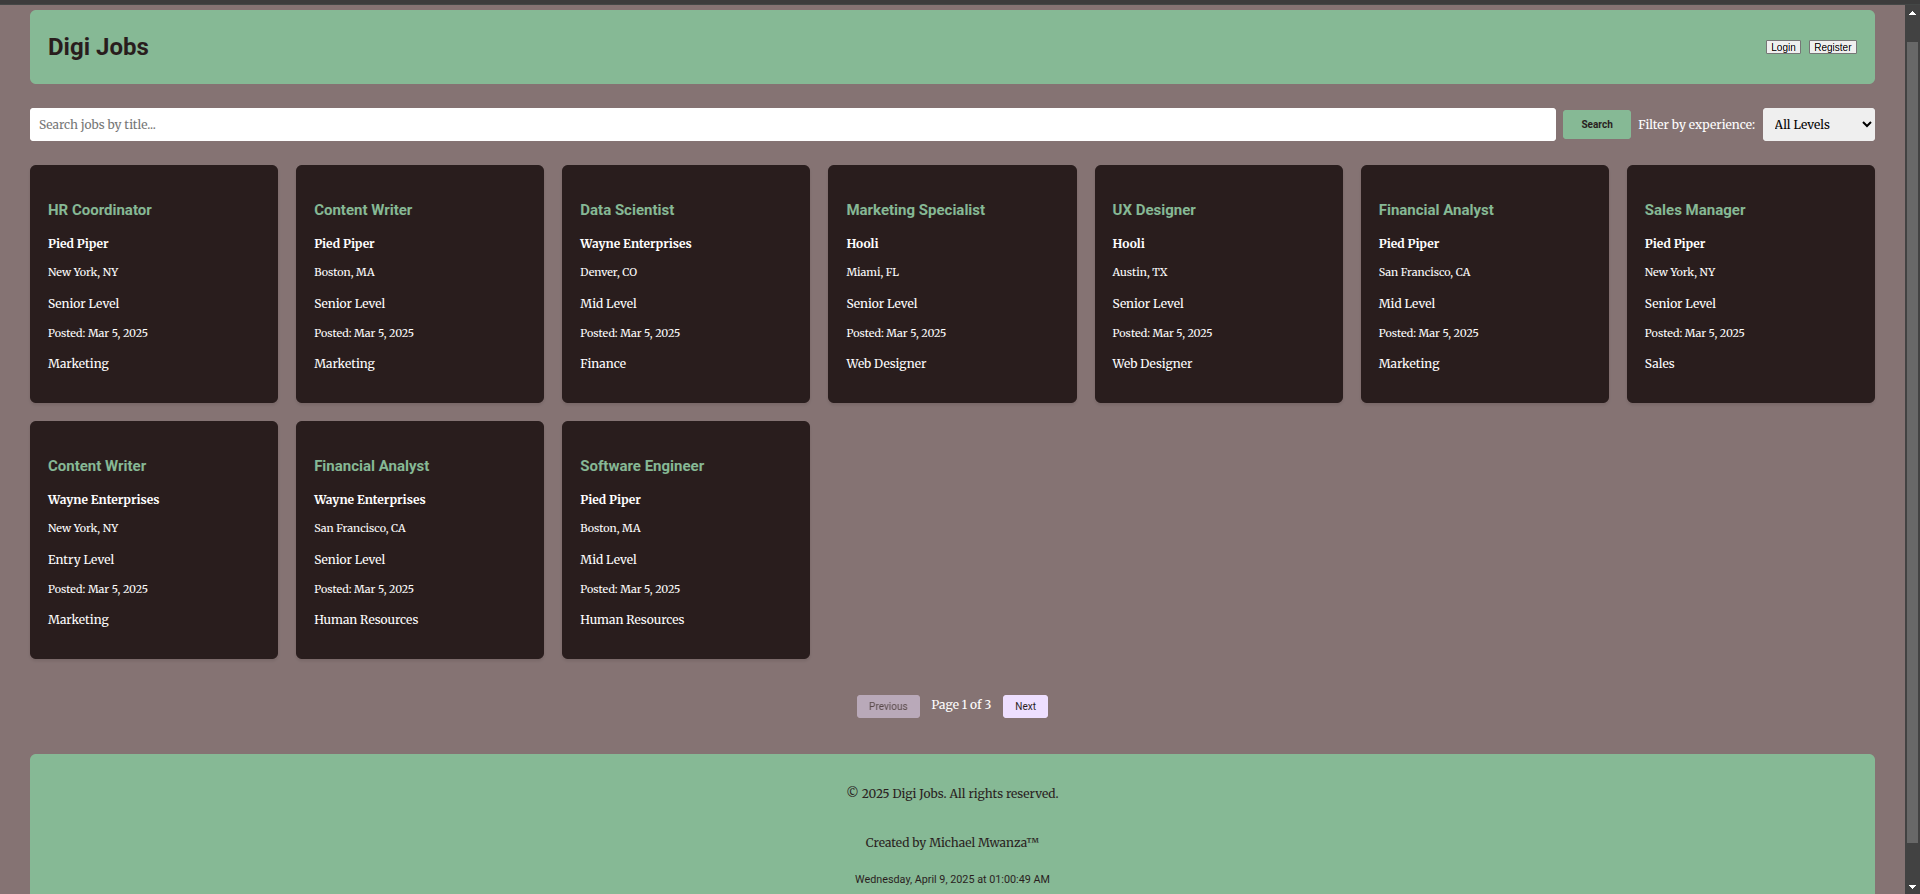 Digi Jobs
Login Register
Search jobs by title... Search Filter by experience: All Levels
HR Coordinator
Pied Piper
New York, NY
Senior Level
Posted: Mar 5, 2025
Marketing
Content Writer
Pied Piper
Boston, MA
Senior Level
Posted: Mar 5, 2025
Marketing
Data Scientist
Wayne Enterprises
Denver, CO
Mid Level
Posted: Mar 5, 2025
Finance
Marketing Specialist
Hooli
Miami, FL
Senior Level
Posted: Mar 5, 2025
Web Designer
UX Designer
Hooli
Austin, TX
Senior Level
Posted: Mar 5, 2025
Web Designer
Financial Analyst
Pied Piper
San Francisco, CA
Mid Level
Posted: Mar 5, 2025
Marketing
Sales Manager
Pied Piper
New York, NY
Senior Level
Posted: Mar 5, 2025
Sales
Content Writer
Wayne Enterprises
New York, NY
Entry Level
Posted: Mar 5, 2025
Marketing
Financial Analyst
Wayne Enterprises
San Francisco, CA
Senior Level
Posted: Mar 5, 2025
Human Resources
Software Engineer
Pied Piper
Boston, MA
Mid Level
Posted: Mar 5, 2025
Human Resources
Previous Page 1 of 3 Next
© 2025 Digi Jobs. All rights reserved.
Created by Michael Mwanza™
Wednesday, April 9, 2025 at 01:00:49 AM